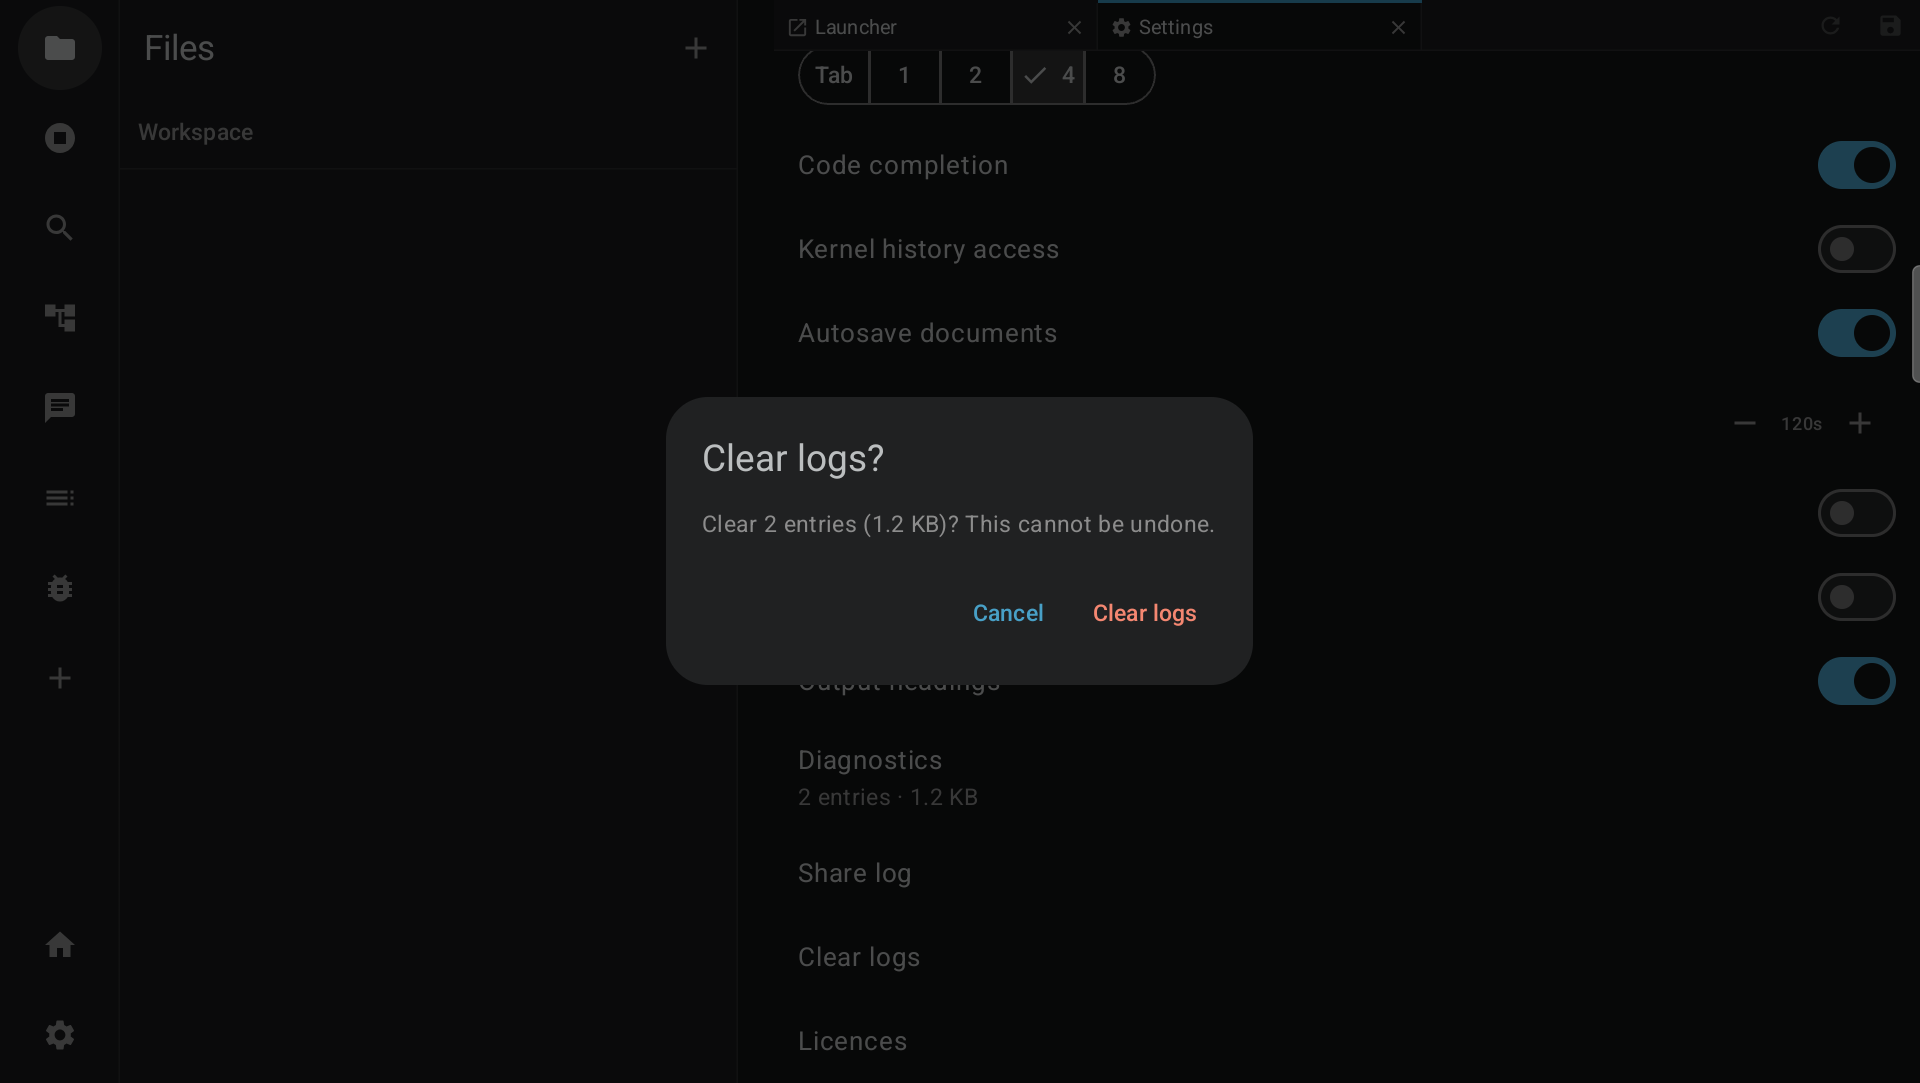 Files
Workspace
Launcher
Settings
Tab 1 2 4 8
Code completion
Kernel history access
Autosave documents
120s
Clear logs?
Clear 2 entries (1.2 KB)? This cannot be undone.
Cancel
Clear logs
Output headings
Diagnostics
2 entries · 1.2 KB
Share log
Clear logs
Licences